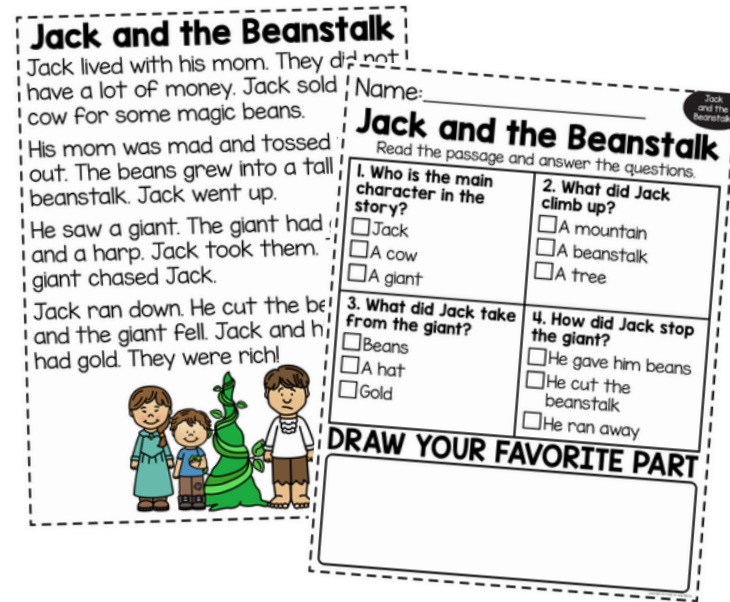 Jack and the Beanstalk
Jack lived with his mom. They did not
have a lot of money. Jack sold
cow for some magic beans.
His mom was mad and tossed
out. The beans grew into a tall
beanstalk. Jack went up.
He saw a giant. The giant had
and a harp. Jack took them.
giant chased Jack.
Jack ran down. He cut the
and the giant fell. Jack and
had gold. They were rich!
Name:
Jack
and the
Beanstalk
Jack and the Beanstalk
Read the passage and answer the questions.
1. Who is the main
character in the
story?
Jack
A cow
A giant
2. What did Jack
climb up?
A mountain
A beanstalk
A tree
3. What did Jack take
from the giant?
Beans
A hat
Gold
4. How did Jack stop
the giant?
He gave him beans
He cut the
beanstalk
He ran away
DRAW YOUR FAVORITE PART